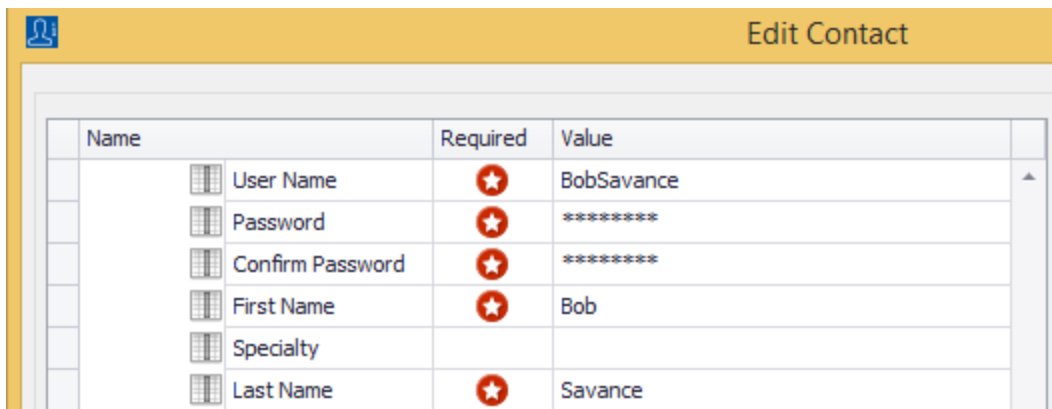 Edit Contact
Name Required Value
User Name BobSavance
Password ********
Confirm Password ********
First Name Bob
Specialty
Last Name Savance